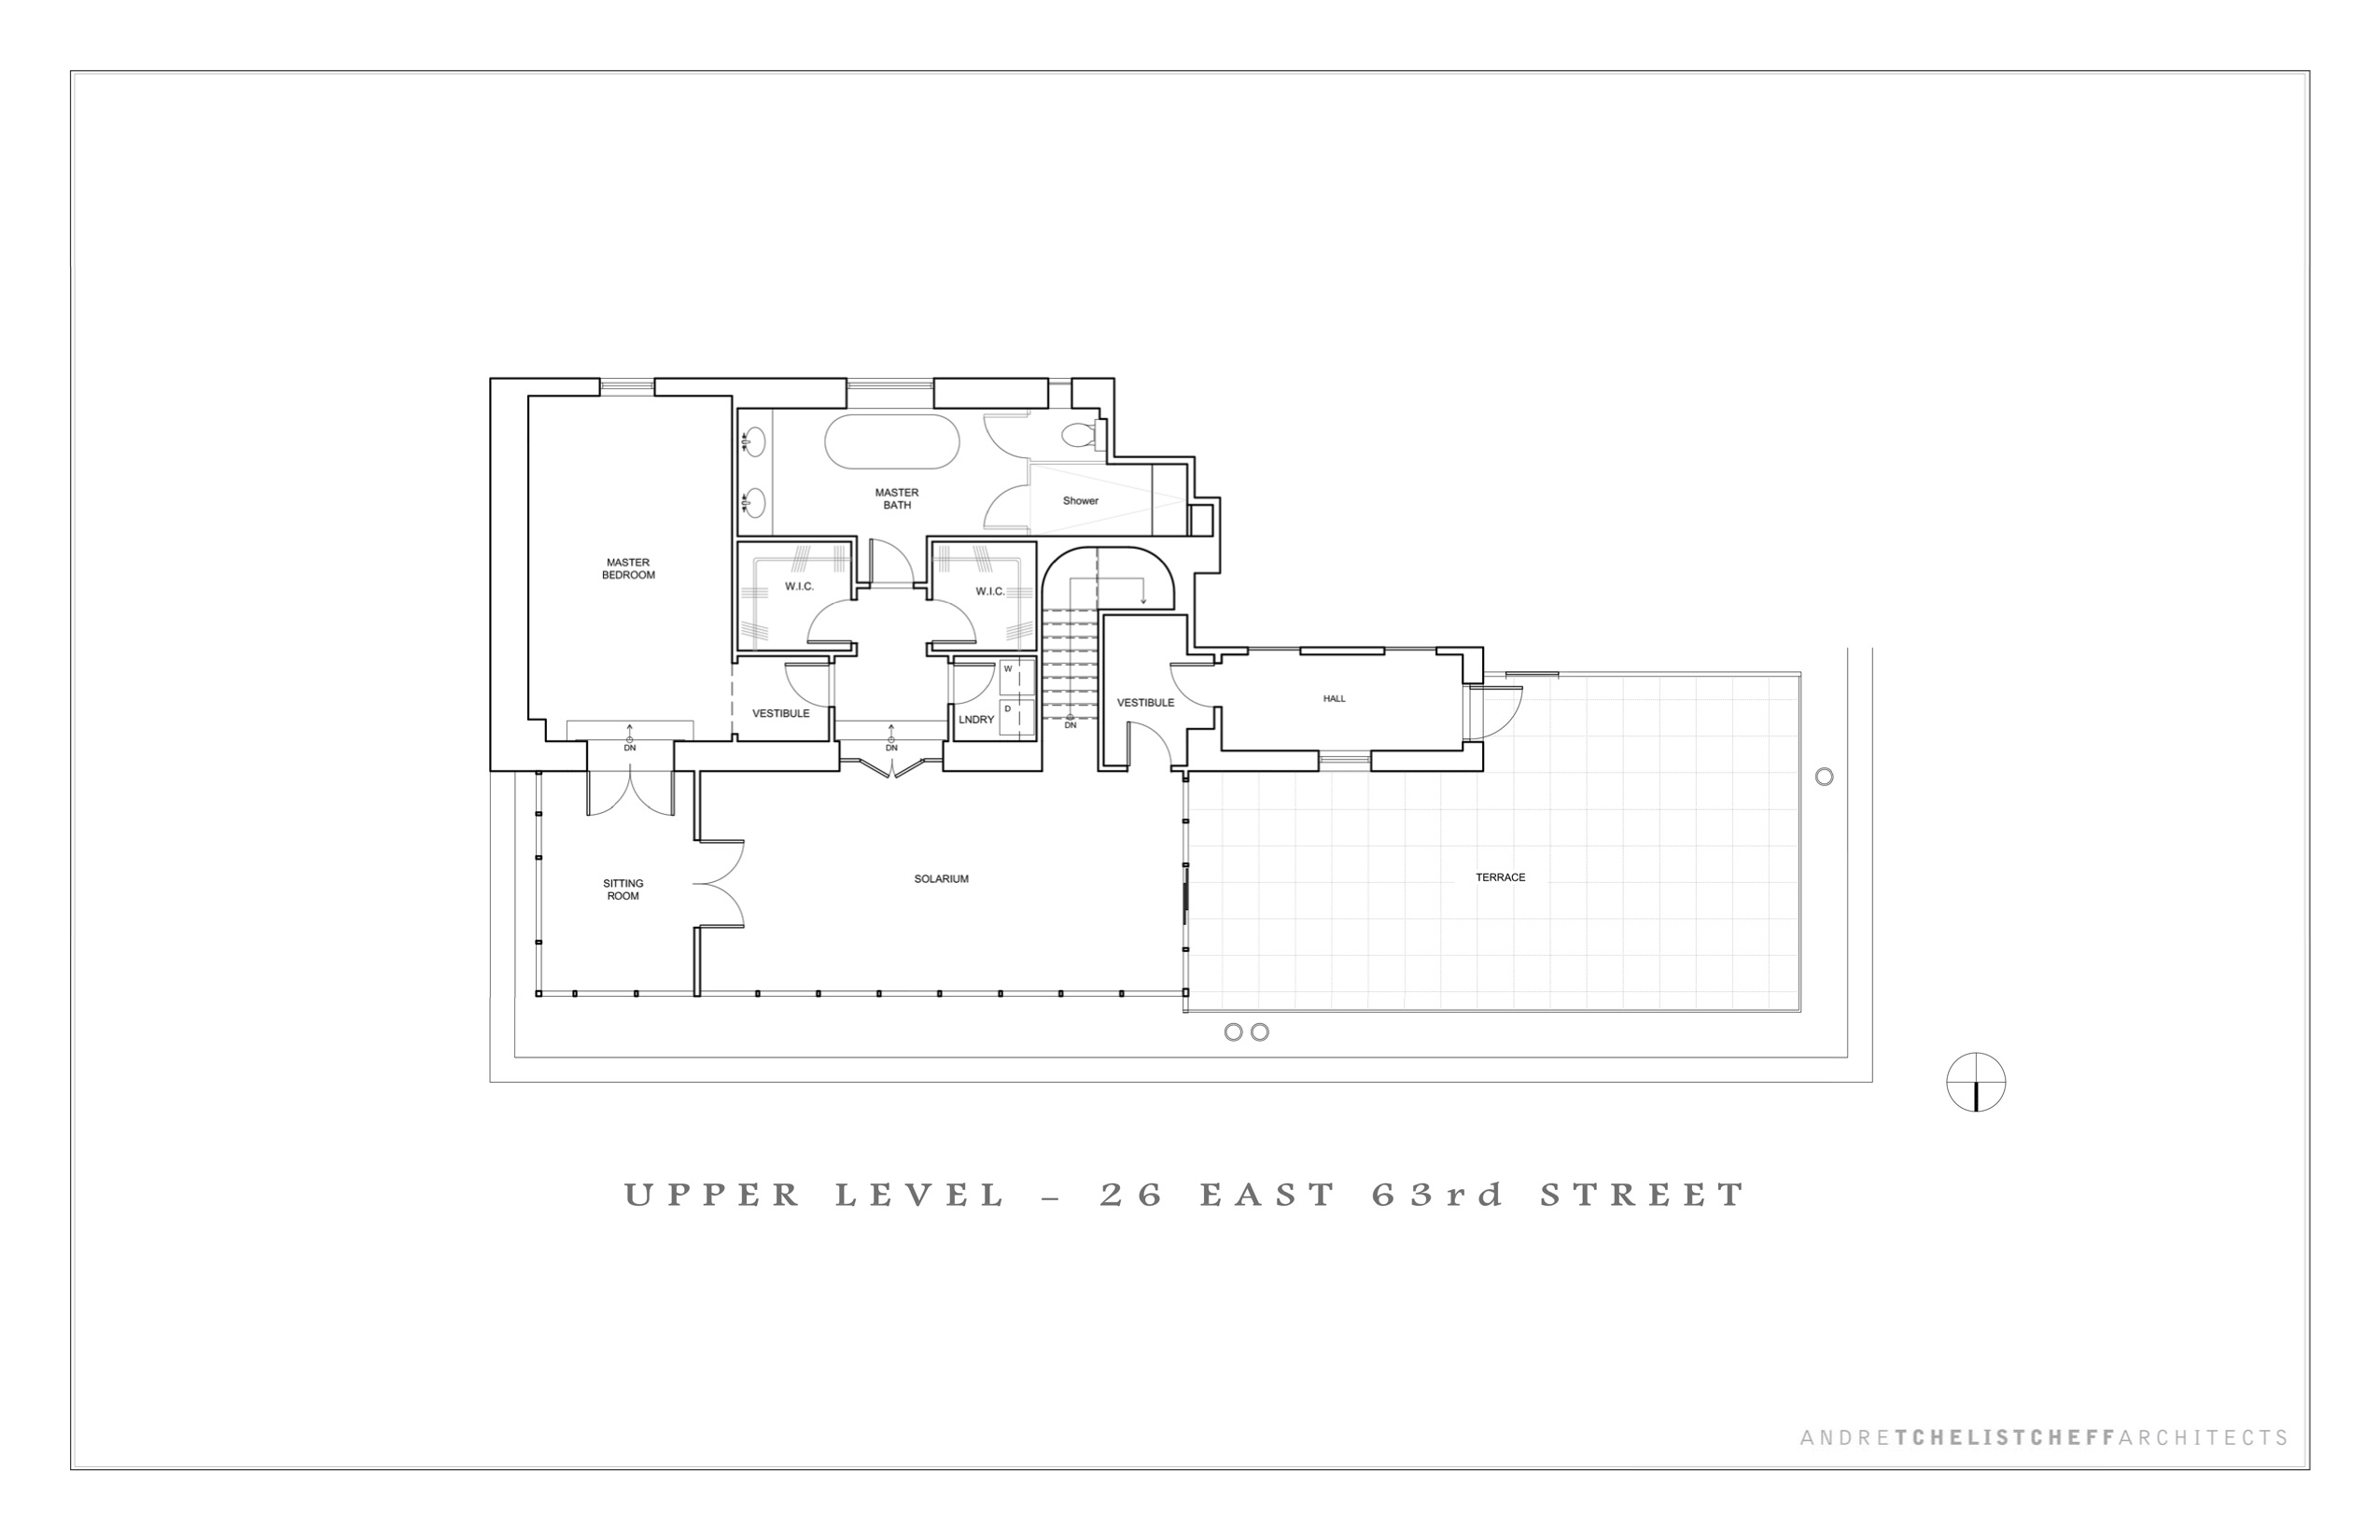 MASTER
BATH
Shower
MASTER
BEDROOM
W.I.C.
W.I.C.
W
D
VESTIBULE
LNDRY
DN
DN
DN
VESTIBULE
HALL
SITTING
ROOM
SOLARIUM
TERRACE
UPPER LEVEL – 26 EAST 63rd STREET
ANDRETCHELISTCHEFFARCHITECTS